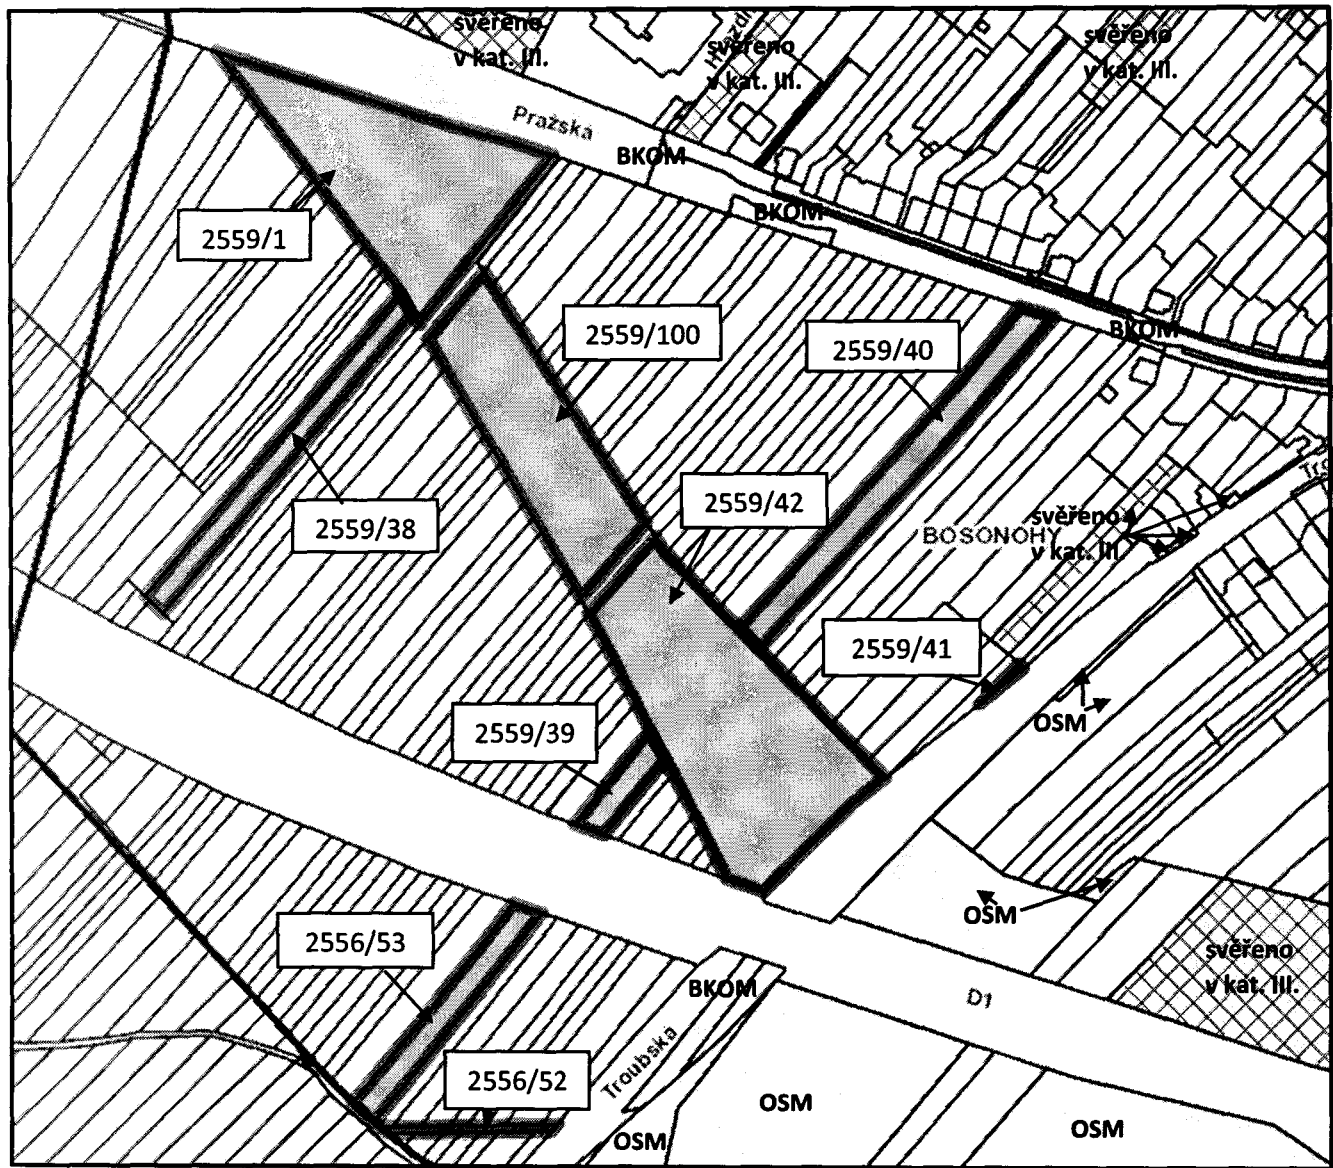 svěřeno
v kat. III.
svěřeno
v kat. III.
svěřeno
v kat. III.
Pražská
BKOM
BKOM
2559/1
2559/100
2559/40
BKOM
2559/42
2559/38
BOSONOHY
svěřeno
v kat. III
2559/41
OSM
2559/39
OSM
2556/53
svěřeno
v kat. III.
BKOM
D1
Troubská
2556/52
OSM
OSM
OSM